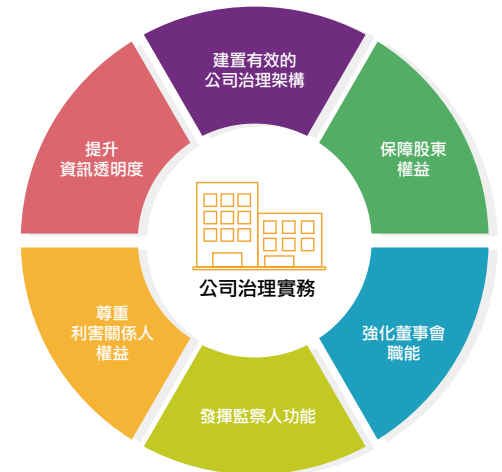 建置有效的
公司治理架構
保障股東
權益
強化董事會
職能
發揮監察人功能
尊重
利害關係人
權益
提升
資訊透明度
公司治理實務